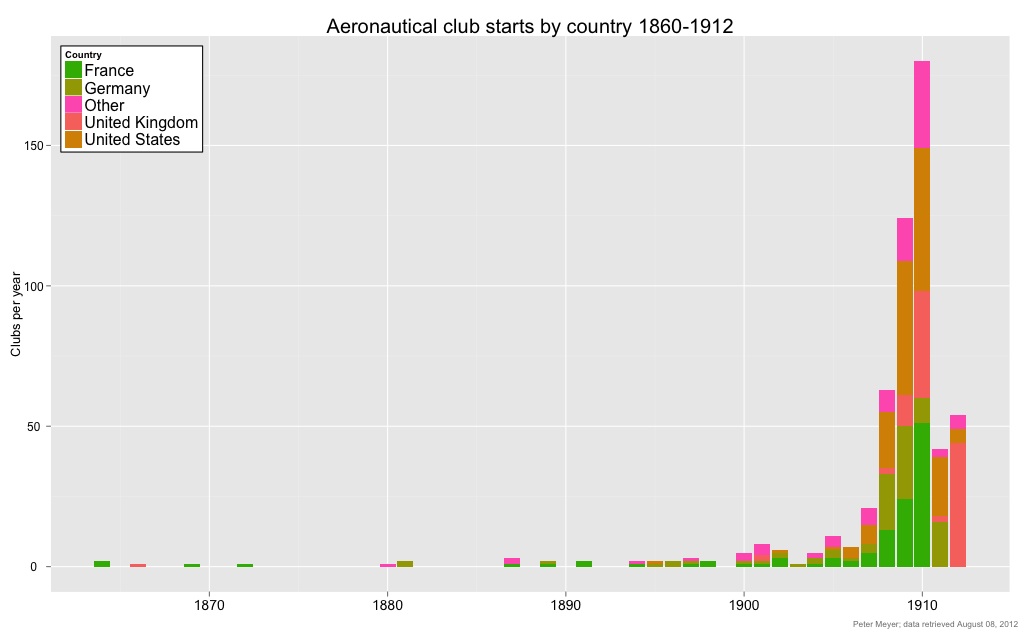 Aeronautical club starts by country 1860-1912
Country
France
Germany
Other
United Kingdom
United States
Clubs per year
150
100
50
0
1870
1880
1890
1900
1910
Peter Meyer; data retrieved August 08, 2012